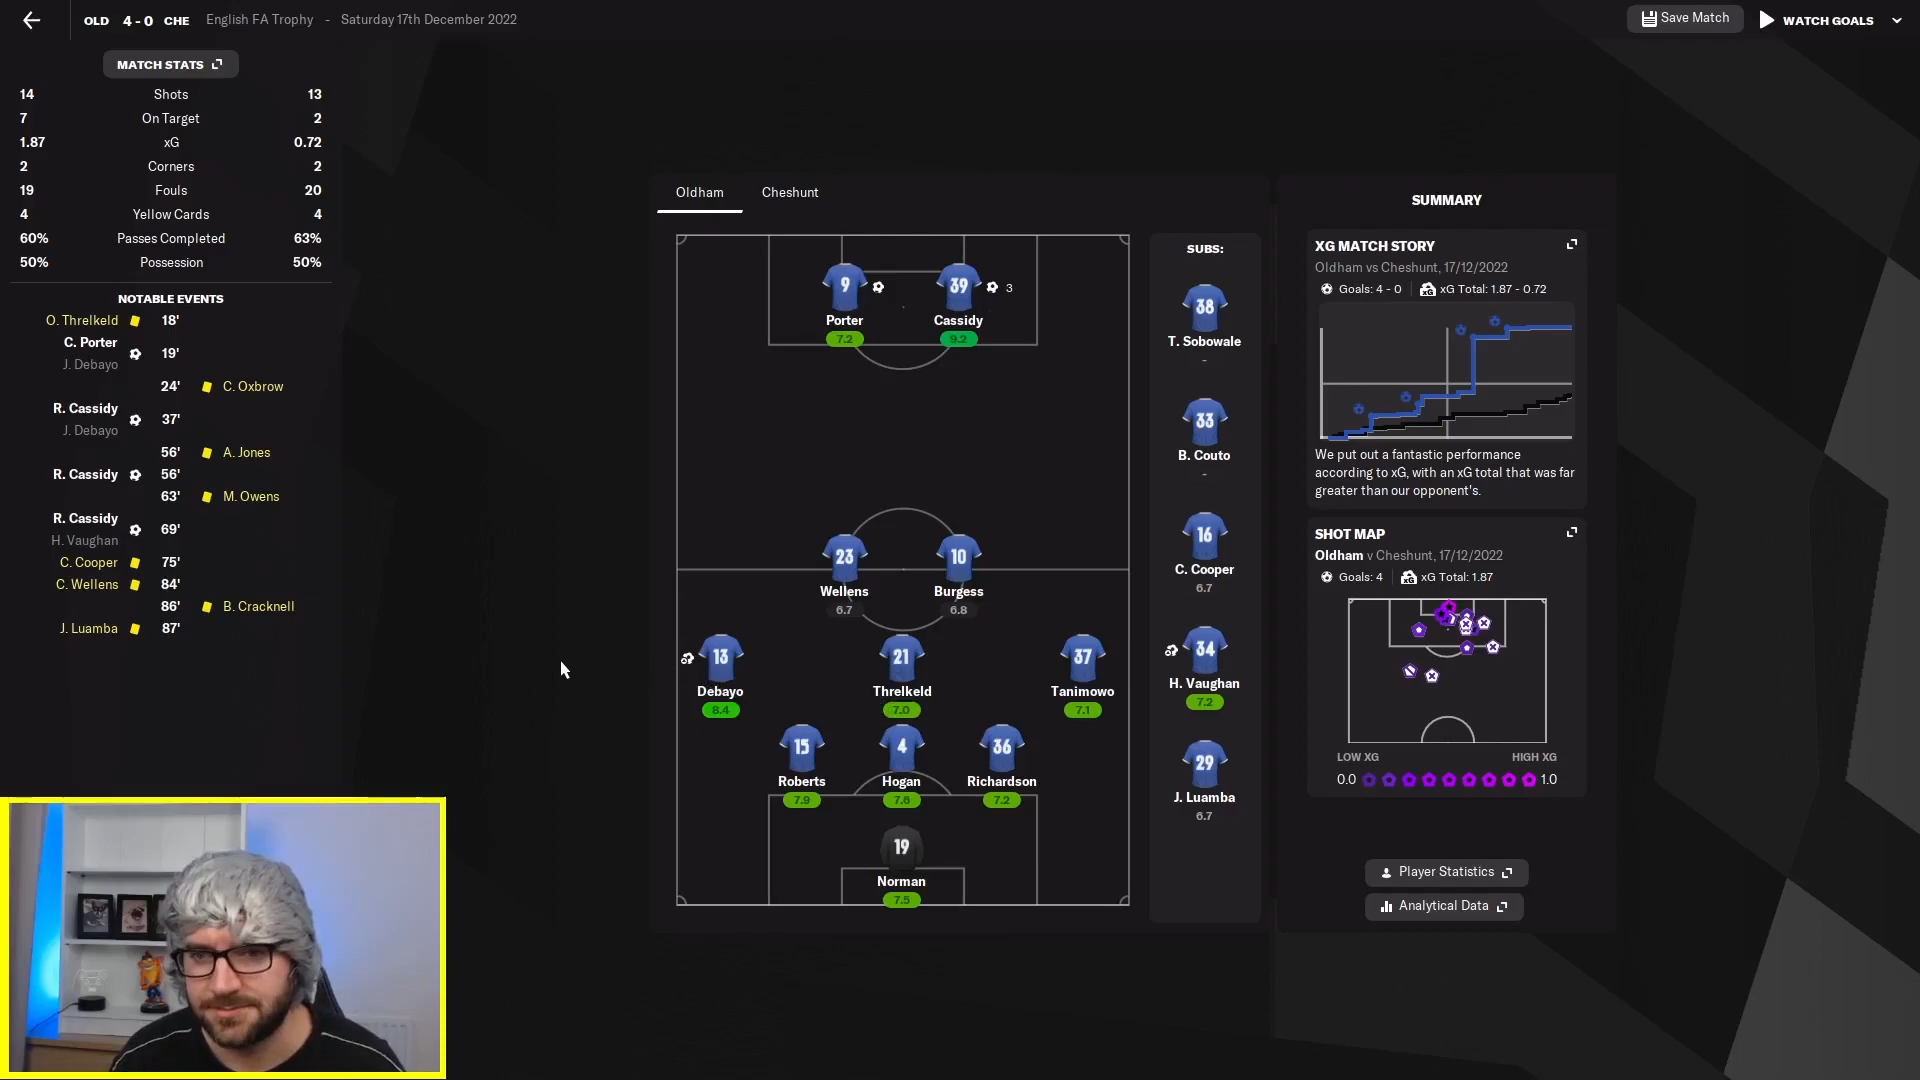 OLD 4-0 CHE English FA Trophy - Saturday 17th December 2022
Save Match
WATCH GOALS
MATCH STATS
14 Shots 13
7 On Target 2
1.87 xG 0.72
2 Corners 2
19 Fouls 20
4 Yellow Cards 4
60% Passes Completed 63%
50% Possession 50%
NOTABLE EVENTS
O. Threlkeld 18'
C. Porter
J. Debayo
19'
24' C. Oxbrow
R. Cassidy
J. Debayo
37'
56' A. Jones
R. Cassidy 56'
63' M. Owens
R. Cassidy
H. Vaughan
69'
C. Cooper 75'
C. Wellens 84'
86' B. Cracknell
J. Luamba 87'
Oldham Cheshunt
9 39 3
Porter Cassidy
7.2 9.2
23 10
Wellens Burgess
6.7 6.8
13 21 37
Debayo Threlkeld Tanimowo
8.4 7.0 7.1
15 4 36
Roberts Hogan Richardson
7.9 7.6 7.2
19
Norman
7.5
SUBS:
38
T. Sobowale
-
33
B. Couto
-
16
C. Cooper
6.7
34
H. Vaughan
7.2
29
J. Luamba
6.7
SUMMARY
XG MATCH STORY
Oldham vs Cheshunt, 17/12/2022
Goals: 4 - 0 xG xG Total: 1.87 - 0.72
We put out a fantastic performance
according to xG, with an xG total that was far
greater than our opponent's.
SHOT MAP
Oldham v Cheshunt, 17/12/2022
Goals: 4 xG xG Total: 1.87
LOW XG HIGH XG
0.0 1.0
Player Statistics
Analytical Data